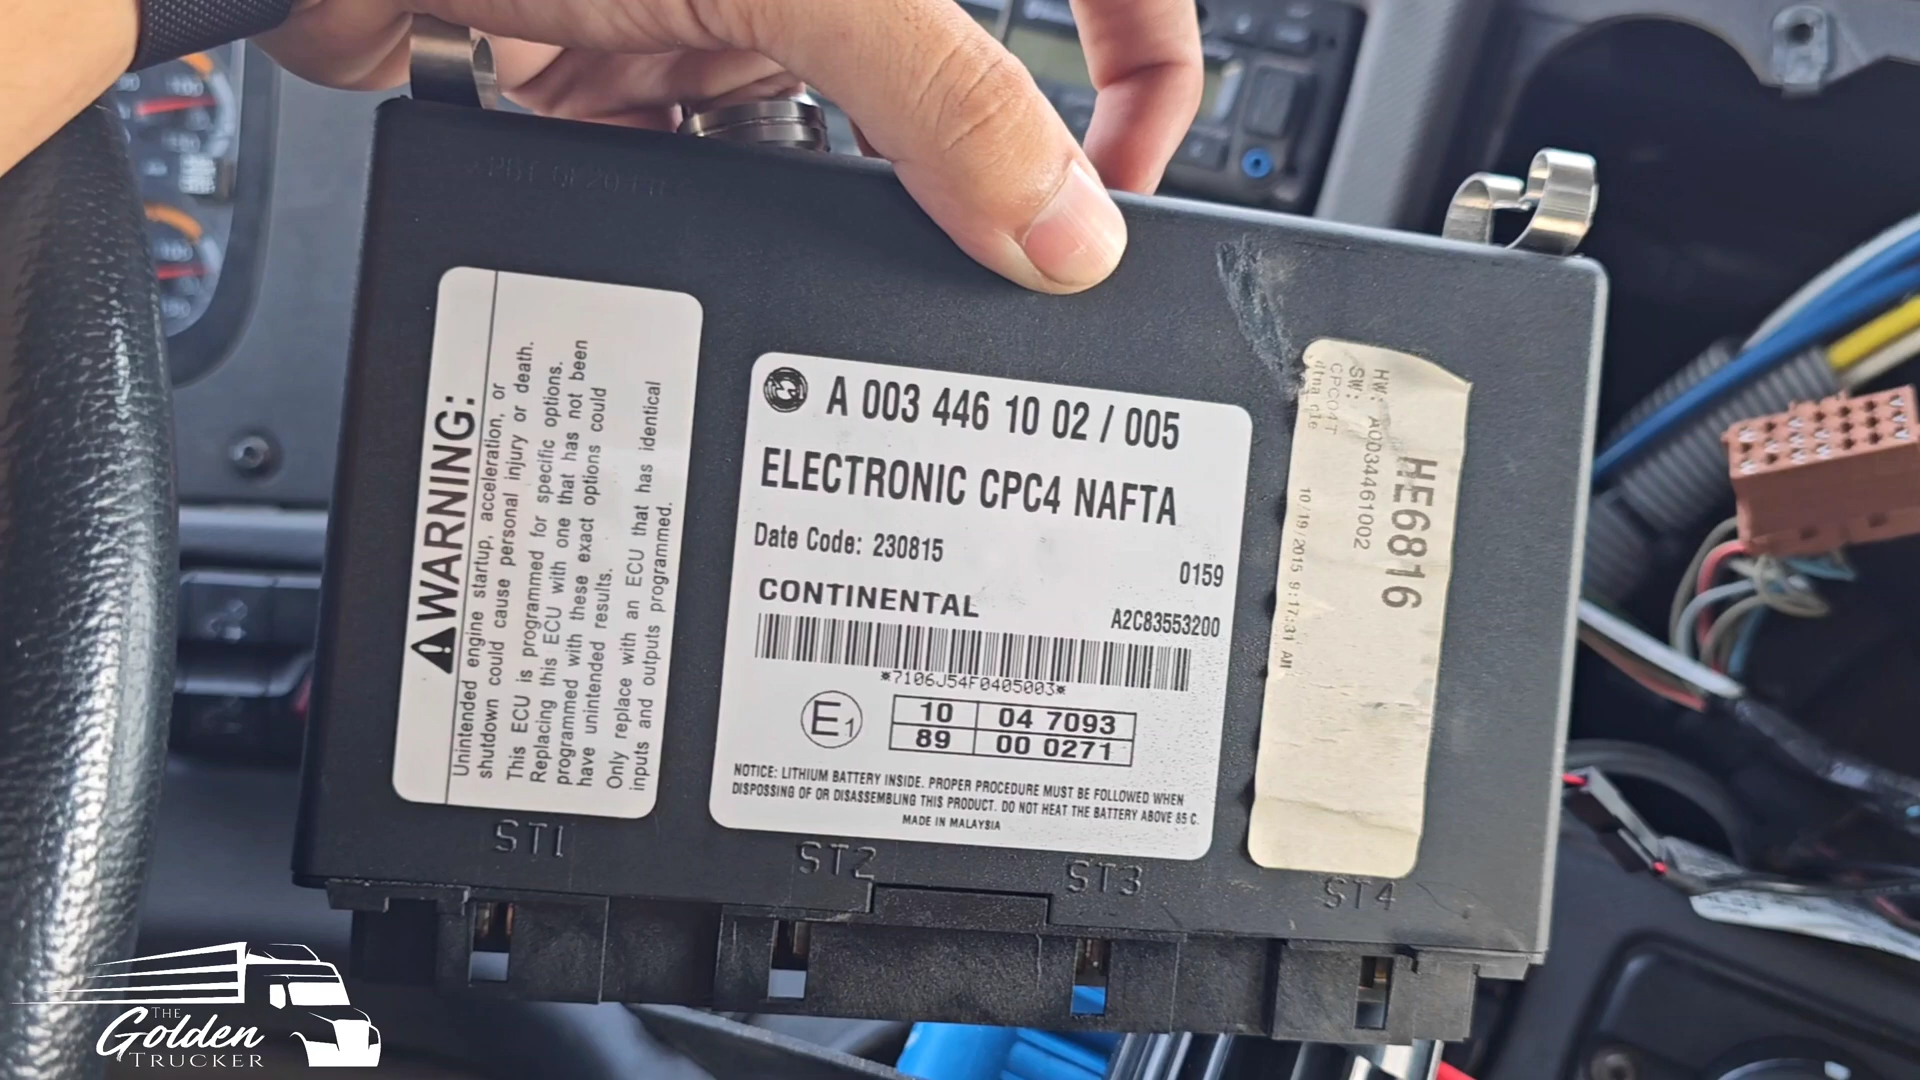 ⚠WARNING:
Unintended engine startup, acceleration, or
shutdown could cause personal injury or death.
This ECU is programmed for specific options.
Replacing this ECU with one that has not been
programmed with these exact options could
have unintended results.
Only replace with an ECU that has identical
inputs and outputs programmed.
A 003 446 10 02 / 005
ELECTRONIC CPC4 NAFTA
Date Code: 230815
0159
CONTINENTAL
A2C83553200
*7106J54F0405003*
E1
10 04 7093
89 00 0271
NOTICE: LITHIUM BATTERY INSIDE. PROPER PROCEDURE MUST BE FOLLOWED WHEN
DISPOSSING OF OR DISASSEMBLING THIS PRODUCT. DO NOT HEAT THE BATTERY ABOVE 85 C.
MADE IN MALAYSIA
HE6816
HW: A0034461002
SW:
CPC04T
10/19/2015 9:17:31 AM
ST1
ST2
ST3
ST4
THE
Golden
TRUCKER